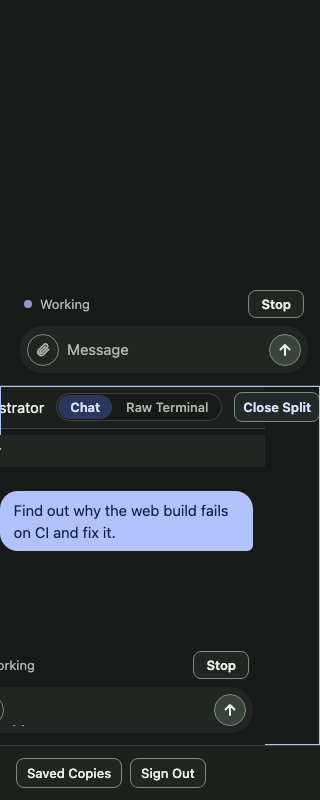 Working
Stop
Message
strator
Chat
Raw Terminal
Close Split
Find out why the web build fails
on CI and fix it.
orking
Stop
Saved Copies
Sign Out